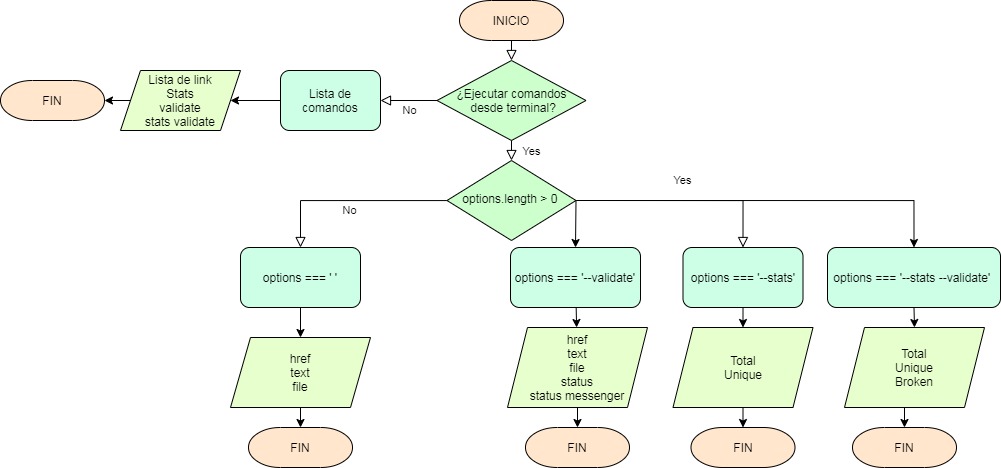 INICIO
¿Ejecutar comandos
desde terminal?
No
Lista de
comandos
Lista de link
Stats
validate
stats validate
FIN
Yes
options.length > 0
No
Yes
options === ' '
options === '--validate'
options === '--stats'
options === '--stats --validate'
href
text
file
href
text
file
status
status messenger
Total
Unique
Total
Unique
Broken
FIN
FIN
FIN
FIN